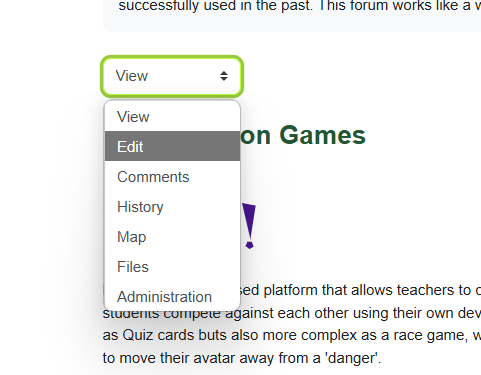 successfully used in the past. This forum works like a w
View
View
Edit
on Games
Comments
History
!
Map
Files
sed platform that allows teachers to c
Administration
students compete against each other using their own dev
as Quiz cards buts also more complex as a race game, w
to move their avatar away from a 'danger'.